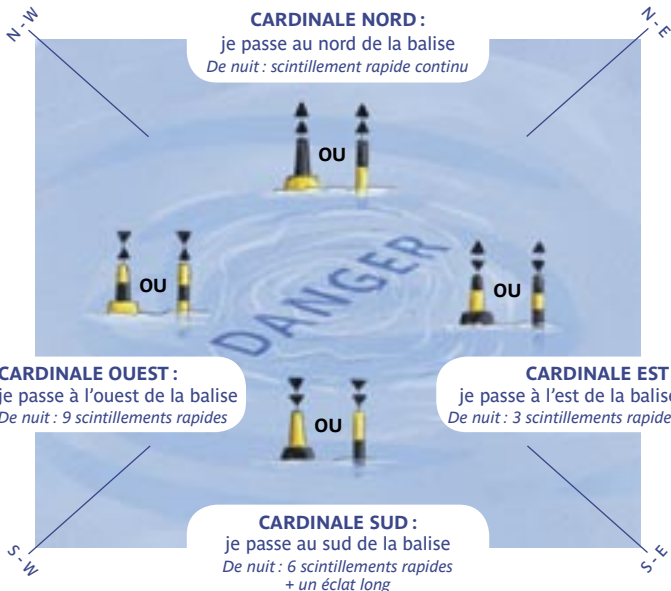 N - W
CARDINALE NORD :
je passe au nord de la balise
De nuit : scintillement rapide continu
N - E
OU
OU
DANGER
OU
CARDINALE OUEST :
je passe à l'ouest de la balise
De nuit : 9 scintillements rapides
OU
CARDINALE EST
je passe à l'est de la balise
De nuit : 3 scintillements rapide
S - W
CARDINALE SUD :
je passe au sud de la balise
De nuit : 6 scintillements rapides
+ un éclat long
S - E